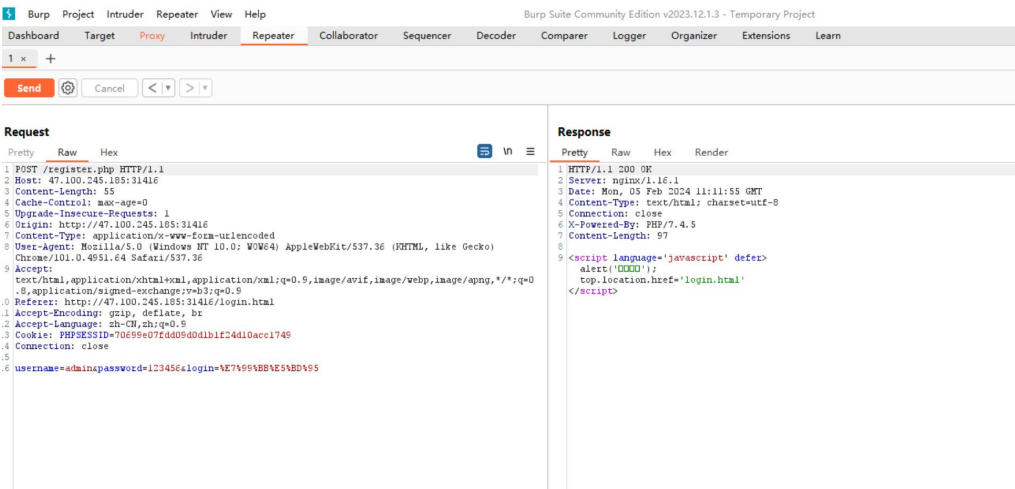 Burp Project Intruder Repeater View Help
Burp Suite Community Edition v2023.12.1.3 - Temporary Project
Dashboard Target Proxy Intruder Repeater Collaborator Sequencer Decoder Comparer Logger Organizer Extensions Learn
1 × +
Send Cancel < >
Request
Pretty Raw Hex \n
1 POST /register.php HTTP/1.1
2 Host: 47.100.245.185:31416
3 Content-Length: 55
4 Cache-Control: max-age=0
5 Upgrade-Insecure-Requests: 1
6 Origin: http://47.100.245.185:31416
7 Content-Type: application/x-www-form-urlencoded
8 User-Agent: Mozilla/5.0 (Windows NT 10.0; WOW64) AppleWebKit/537.36 (KHTML, like Gecko)
Chrome/101.0.4951.64 Safari/537.36
9 Accept:
text/html,application/xhtml+xml,application/xml;q=0.9,image/avif,image/webp,image/apng,*/*;q=0
.8,application/signed-exchange;v=b3;q=0.9
.0 Referer: http://47.100.245.185:31416/login.html
.1 Accept-Encoding: gzip, deflate, br
.2 Accept-Language: zh-CN,zh;q=0.9
.3 Cookie: PHPSESSID=70699e07fdd09d0d1b1f24d10acc1749
.4 Connection: close
.5
.6 username=admin&password=123456&login=%E7%99%BB%E5%BD%95
Response
Pretty Raw Hex Render
1 HTTP/1.1 200 OK
2 Server: nginx/1.16.1
3 Date: Mon, 05 Feb 2024 11:11:55 GMT
4 Content-Type: text/html; charset=utf-8
5 Connection: close
6 X-Powered-By: PHP/7.4.5
7 Content-Length: 97
8
9 <script language='javascript' defer>
alert('□□□□');
top.location.href='login.html'
</script>